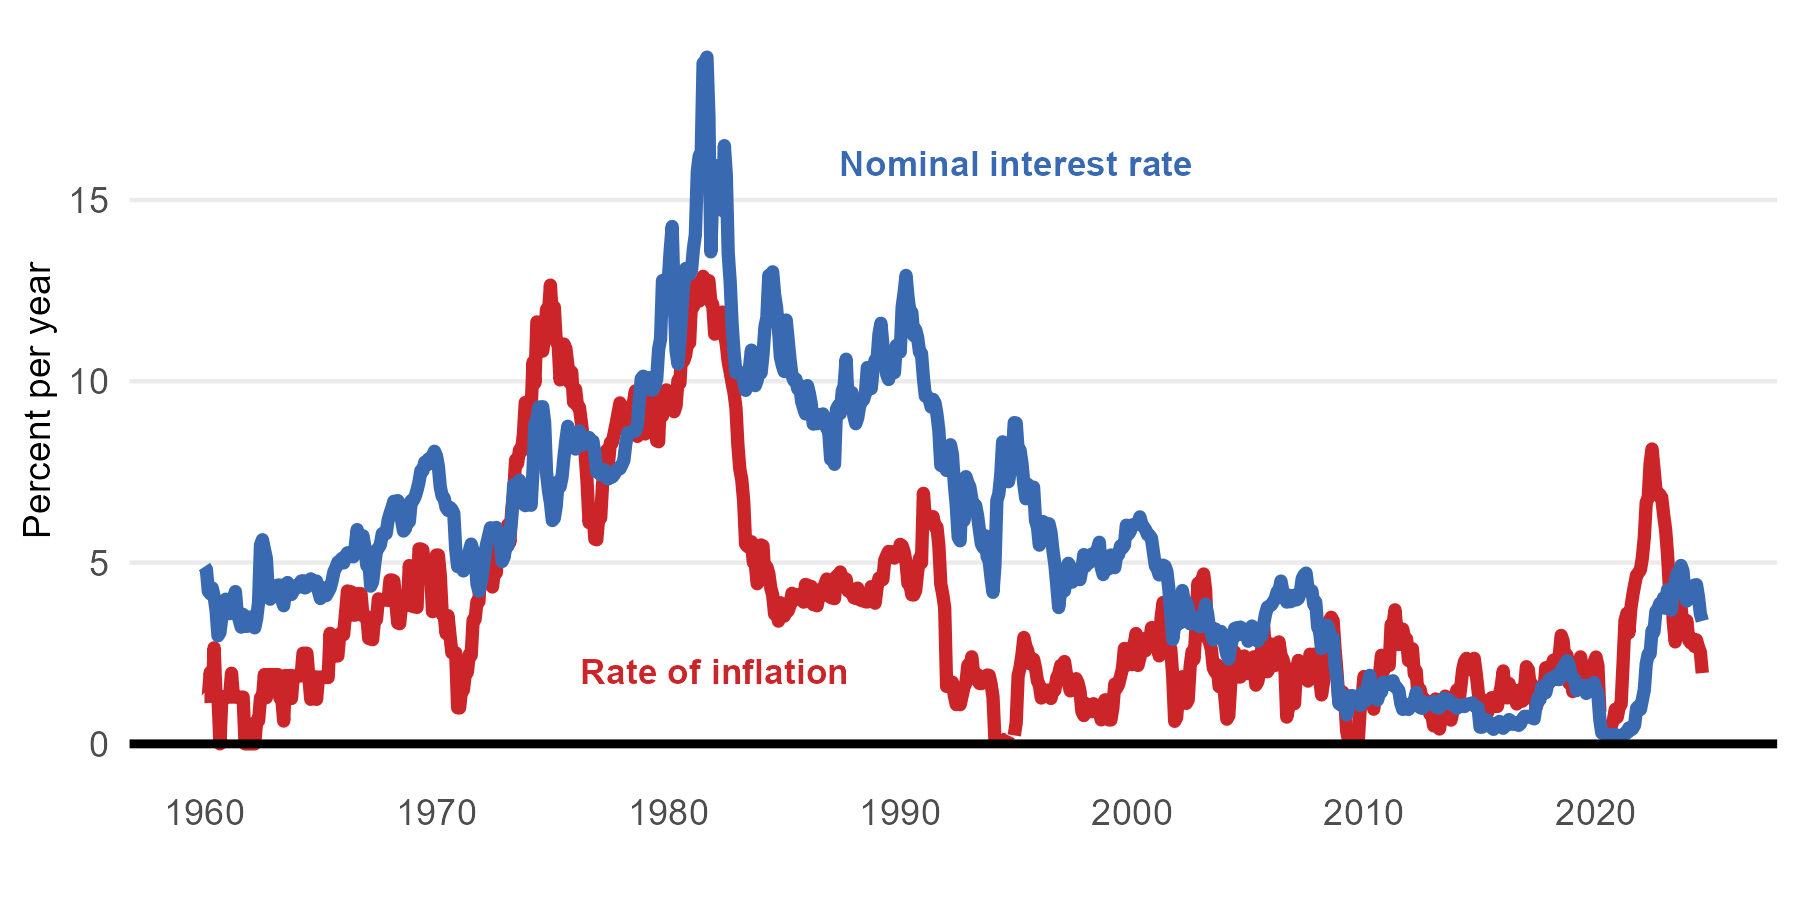 Percent per year
15
10
5
0
Nominal interest rate
Rate of inflation
1960 1970 1980 1990 2000 2010 2020